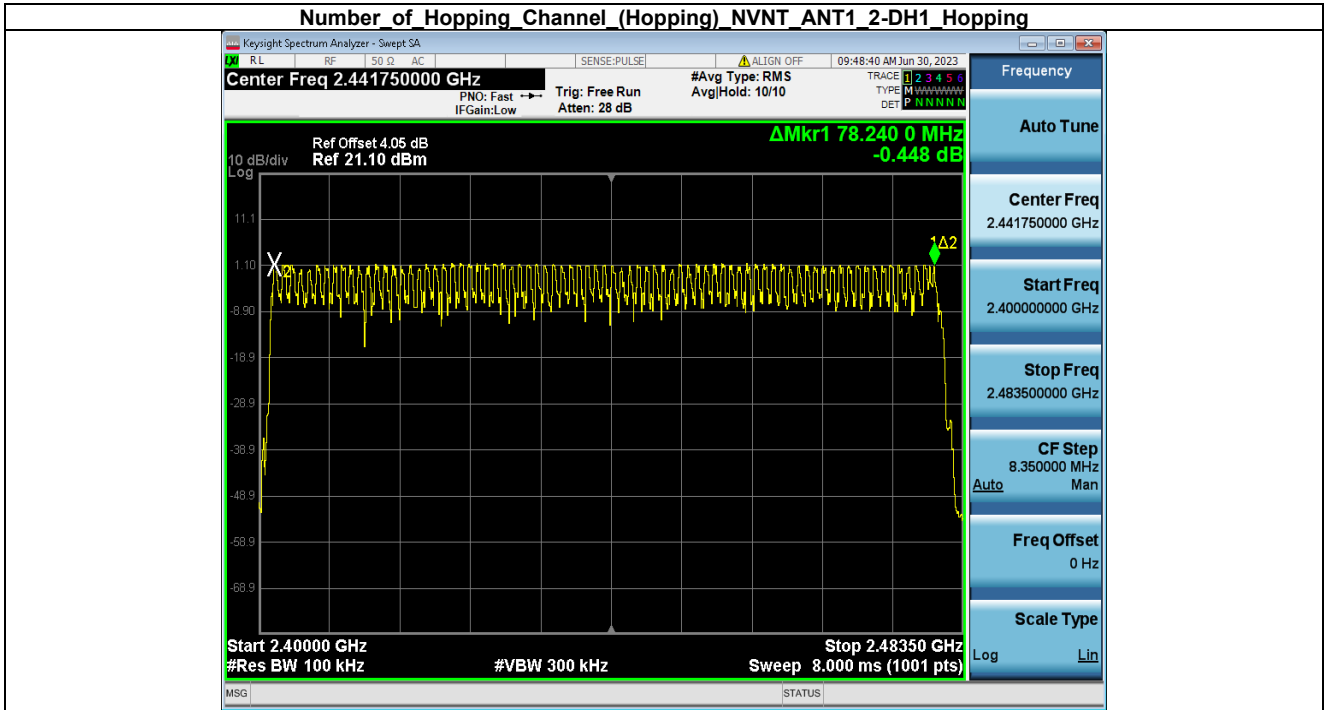 Number_of_Hopping_Channel_(Hopping)_NVNT_ANT1_2-DH1_Hopping
Keysight Spectrum Analyzer - Swept SA
LXI RL RF 50 Ω AC SENSE:PULSE ALIGN OFF 09:48:40 AM Jun 30, 2023
Center Freq 2.441750000 GHz
PNO: Fast
IFGain:Low
Trig: Free Run
Atten: 28 dB
#Avg Type: RMS
Avg|Hold: 10/10
TRACE 1 2 3 4 5 6
TYPE M WWWWW
DET P N N N N N
ΔMkr1 78.240 0 MHz
-0.448 dB
Ref Offset 4.05 dB
10 dB/div Ref 21.10 dBm
Log
11.1
1.10
-8.90
-18.9
-28.9
-38.9
-48.9
-58.9
-68.9
X2
1Δ2
Start 2.40000 GHz Stop 2.48350 GHz
#Res BW 100 kHz #VBW 300 kHz Sweep 8.000 ms (1001 pts)
MSG STATUS
Frequency
Auto Tune
Center Freq
2.441750000 GHz
Start Freq
2.400000000 GHz
Stop Freq
2.483500000 GHz
CF Step
8.350000 MHz
Auto Man
Freq Offset
0 Hz
Scale Type
Log Lin